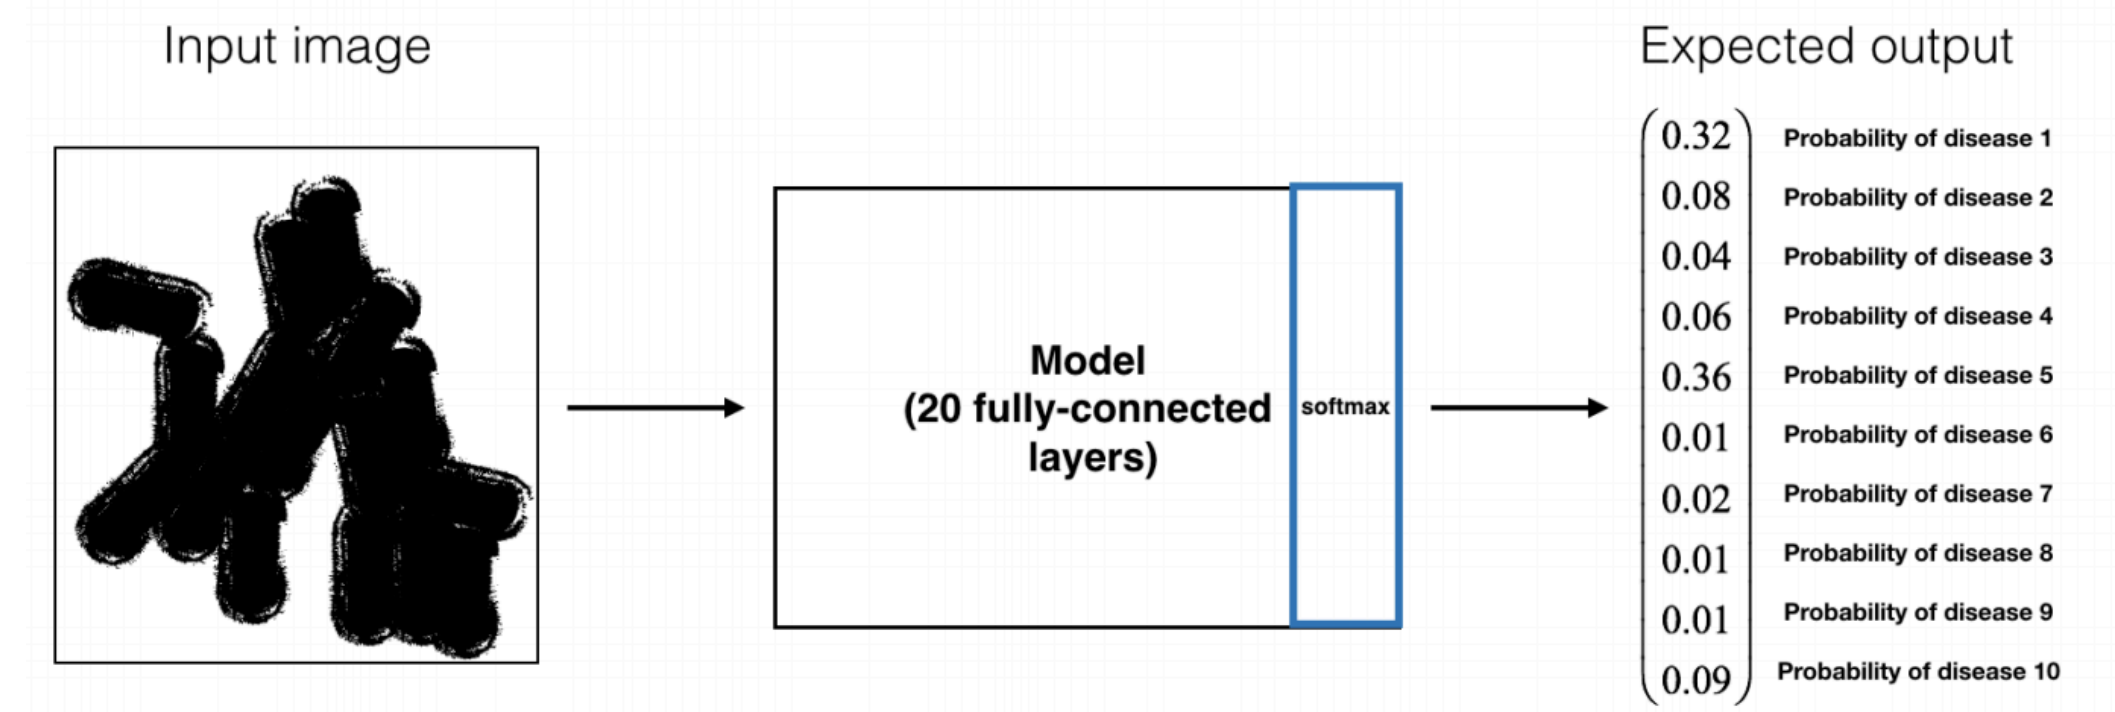 Input image
Expected output
Model
(20 fully-connected
layers)
softmax
0.32 Probability of disease 1
0.08 Probability of disease 2
0.04 Probability of disease 3
0.06 Probability of disease 4
0.36 Probability of disease 5
0.01 Probability of disease 6
0.02 Probability of disease 7
0.01 Probability of disease 8
0.01 Probability of disease 9
0.09 Probability of disease 10